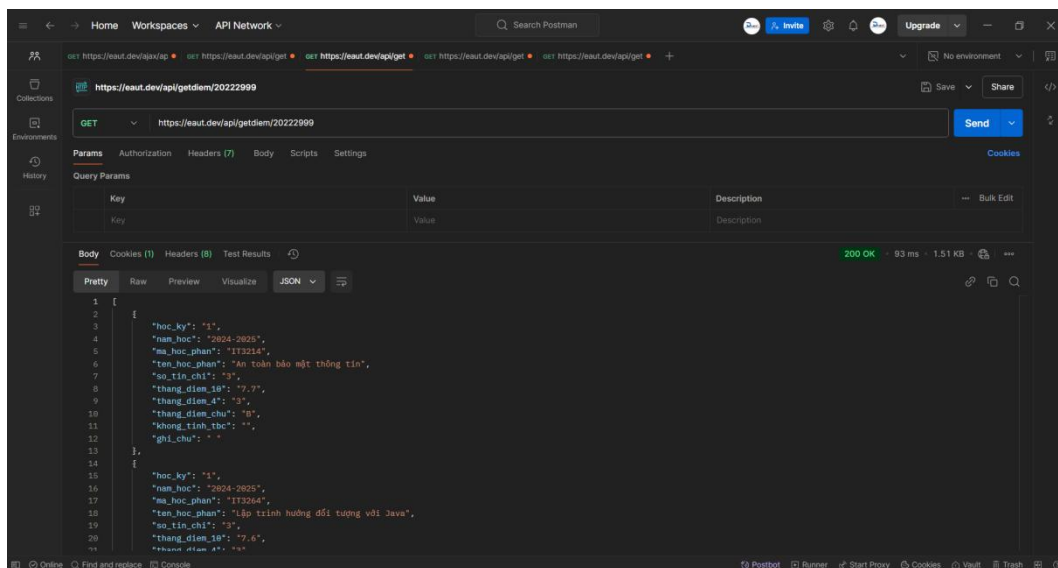 Home Workspaces API Network Search Postman Invite Upgrade
GET https://eaut.dev/ajax/ap GET https://eaut.dev/api/get GET https://eaut.dev/api/get GET https://eaut.dev/api/get GET https://eaut.dev/api/get + No environment
Collections
Environments
History
HTTP https://eaut.dev/api/getdiem/20222999 Save Share
GET https://eaut.dev/api/getdiem/20222999 Send
Params Authorization Headers (7) Body Scripts Settings Cookies
Query Params
Key Value Description Bulk Edit
Key Value Description
Body Cookies (1) Headers (8) Test Results 200 OK 93 ms 1.51 KB
Pretty Raw Preview Visualize JSON
1 [
2 {
3 "hoc_ky": "1",
4 "nam_hoc": "2024-2025",
5 "ma_hoc_phan": "IT3214",
6 "ten_hoc_phan": "An toàn bảo mật thông tin",
7 "so_tin_chi": "3",
8 "thang_diem_10": "7.7",
9 "thang_diem_4": "3",
10 "thang_diem_chu": "B",
11 "khong_tinh_tbc": "",
12 "ghi_chu": " "
13 },
14 {
15 "hoc_ky": "1",
16 "nam_hoc": "2024-2025",
17 "ma_hoc_phan": "IT3264",
18 "ten_hoc_phan": "Lập trình hướng đối tượng với Java",
19 "so_tin_chi": "3",
20 "thang_diem_10": "7.6",
21 "thang_diem_4": "3"
Online Find and replace Console Postbot Runner Start Proxy Cookies Vault Trash